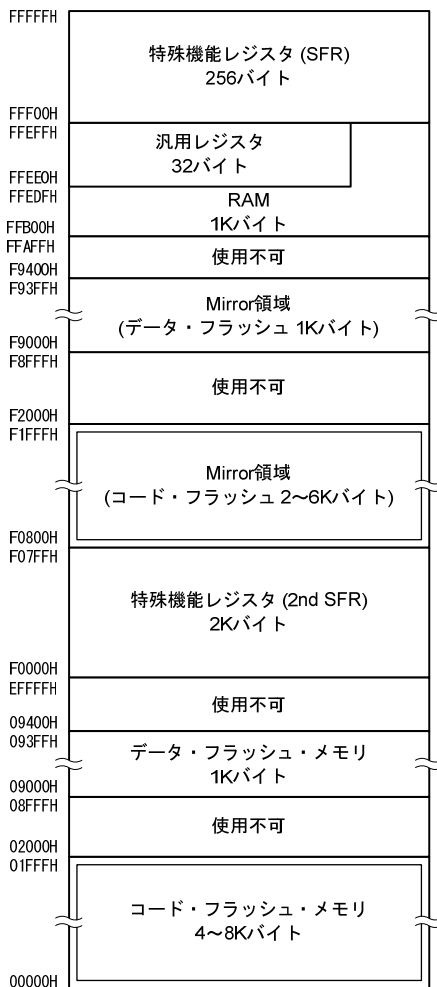 FFFFFH
特殊機能レジスタ (SFR)
256バイト
FFF00H
FFEFFH
汎用レジスタ
32バイト
FFEE0H
FFEDFH
RAM
1Kバイト
FFB00H
FFAFFH
使用不可
F9400H
F93FFH
Mirror領域
(データ・フラッシュ 1Kバイト)
F9000H
F8FFFH
使用不可
F2000H
F1FFFH
Mirror領域
(コード・フラッシュ 2～6Kバイト)
F0800H
F07FFH
特殊機能レジスタ (2nd SFR)
2Kバイト
F0000H
EFFFFH
使用不可
09400H
093FFH
データ・フラッシュ・メモリ
1Kバイト
09000H
08FFFH
使用不可
02000H
01FFFH
コード・フラッシュ・メモリ
4～8Kバイト
00000H